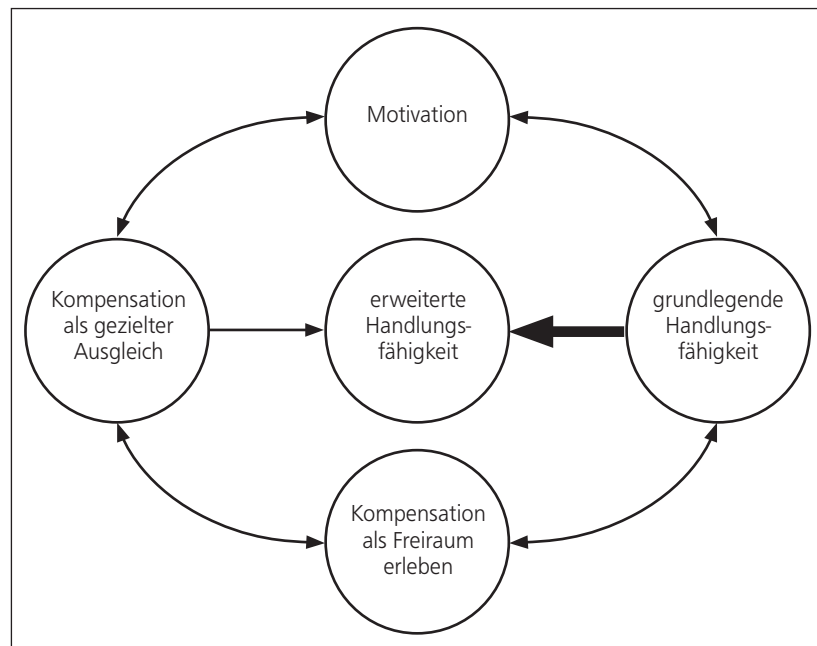 Motivation
Kompensation
als gezielter
Ausgleich
erweiterte
Handlungs-
fähigkeit
grundlegende
Handlungs-
fähigkeit
Kompensation
als Freiraum
erleben